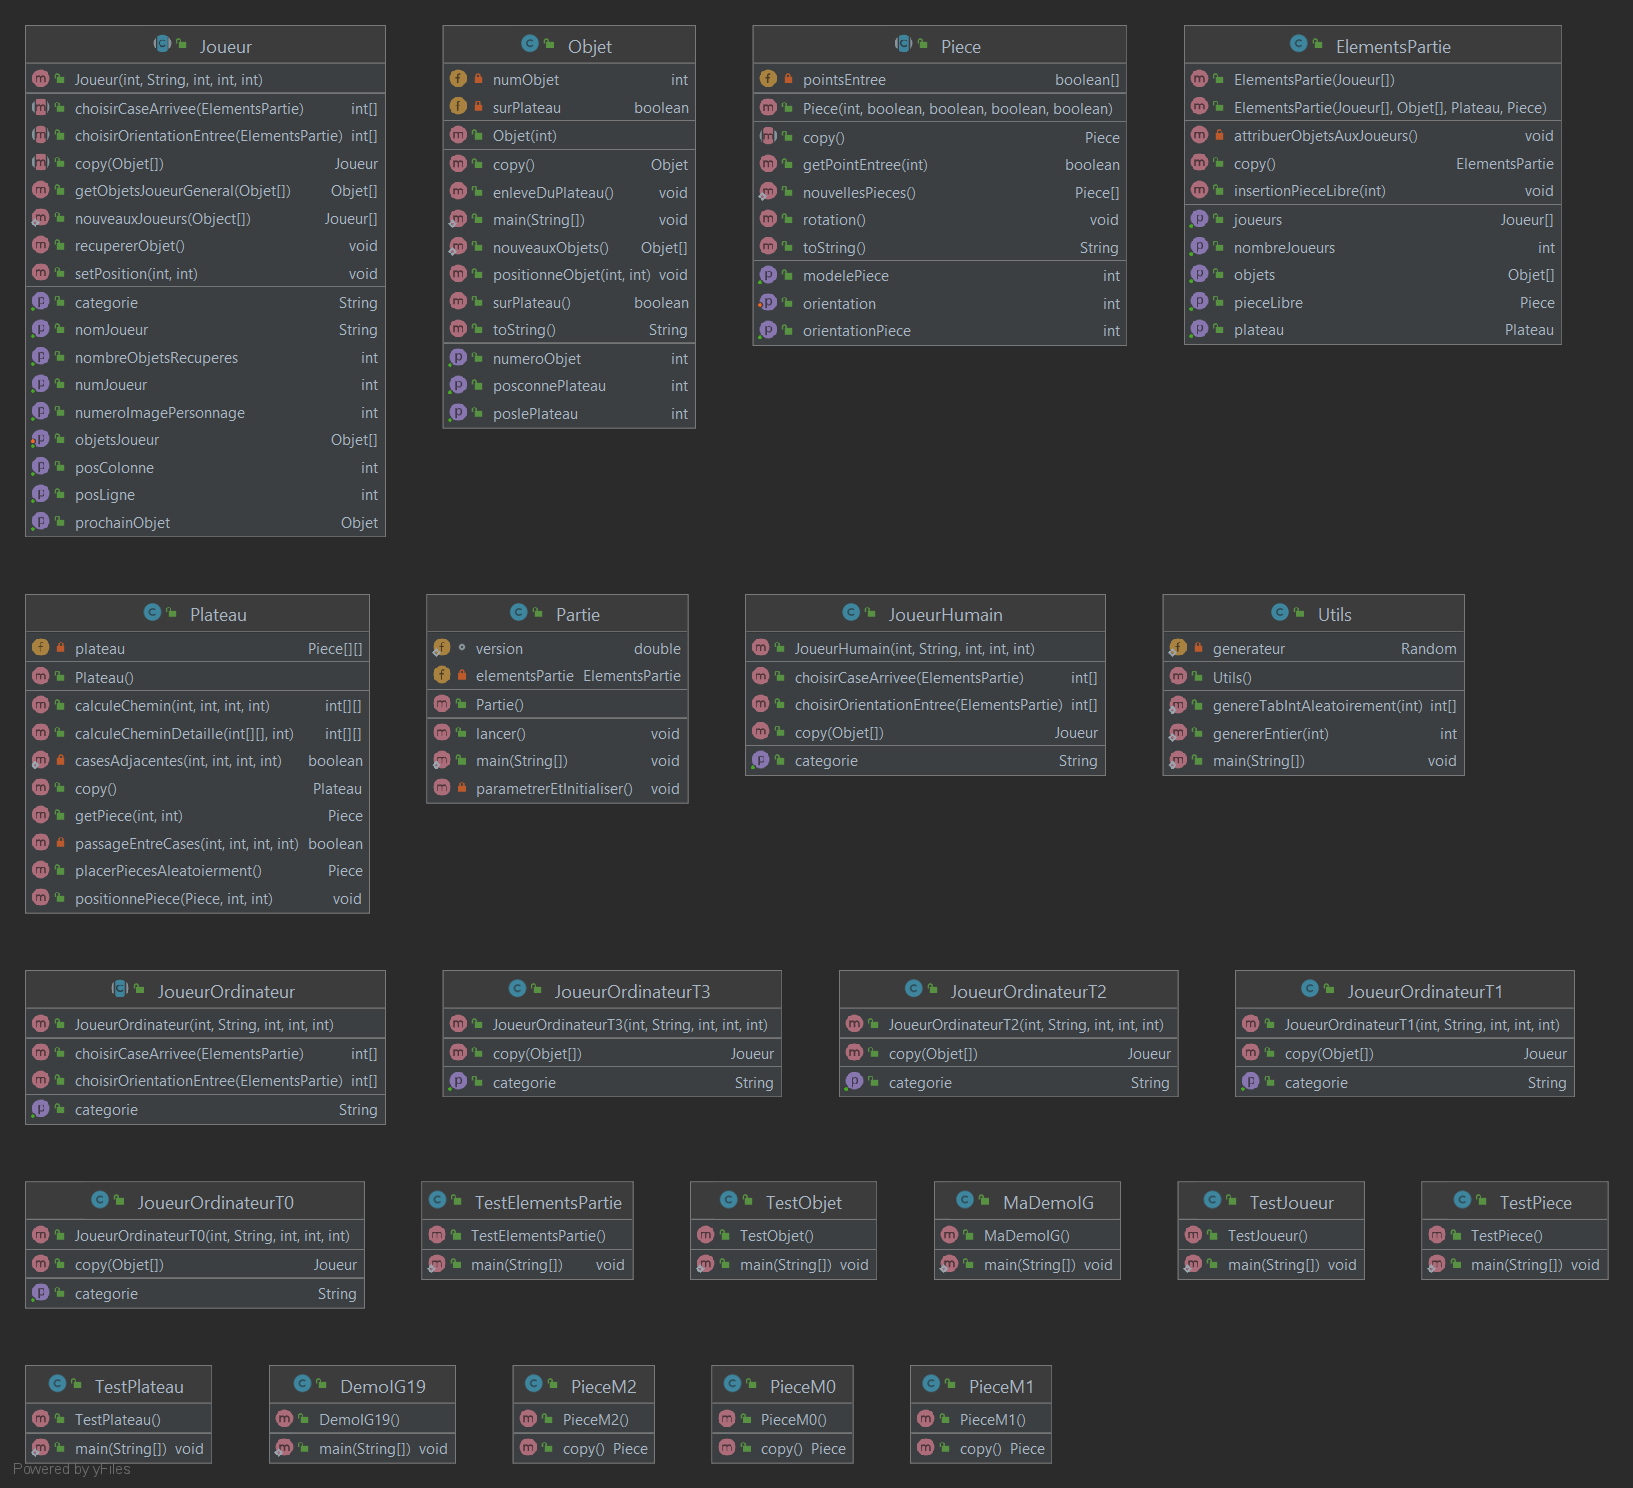 Joueur
Joueur(int, String, int, int, int)
choisirCaseArrivee(ElementsPartie) int[]
choisirOrientationEntree(ElementsPartie) int[]
copy(Objet[]) Joueur
getObjetsJoueurGeneral(Objet[]) Objet[]
nouveauxJoueurs(Object[]) Joueur[]
recupererObjet() void
setPosition(int, int) void
categorie String
nomJoueur String
nombreObjetsRecuperes int
numJoueur int
numeroImagePersonnage int
objetsJoueur Objet[]
posColonne int
posLigne int
prochainObjet Objet
Objet
numObjet int
surPlateau boolean
Objet(int)
copy() Objet
enleveDuPlateau() void
main(String[]) void
nouveauxObjets() Objet[]
positionneObjet(int, int) void
surPlateau() boolean
toString() String
numeroObjet int
posconnePlateau int
poslePlateau int
Piece
pointsEntree boolean[]
Piece(int, boolean, boolean, boolean, boolean)
copy() Piece
getPointEntree(int) boolean
nouvellesPieces() Piece[]
rotation() void
toString() String
modelePiece int
orientation int
orientationPiece int
ElementsPartie
ElementsPartie(Joueur[])
ElementsPartie(Joueur[], Objet[], Plateau, Piece)
attribuerObjetsAuxJoueurs() void
copy() ElementsPartie
insertionPieceLibre(int) void
joueurs Joueur[]
nombreJoueurs int
objets Objet[]
pieceLibre Piece
plateau Plateau
Plateau
plateau Piece[][]
Plateau()
calculeChemin(int, int, int, int) int[][]
calculeCheminDetaille(int[][], int) int[][]
casesAdjacentes(int, int, int, int) boolean
copy() Plateau
getPiece(int, int) Piece
passageEntreCases(int, int, int, int) boolean
placerPiecesAleatoierment() Piece
positionnePiece(Piece, int, int) void
Partie
version double
elementsPartie ElementsPartie
Partie()
lancer() void
main(String[]) void
parametrerEtInitialiser() void
JoueurHumain
JoueurHumain(int, String, int, int, int)
choisirCaseArrivee(ElementsPartie) int[]
choisirOrientationEntree(ElementsPartie) int[]
copy(Objet[]) Joueur
categorie String
Utils
generateur Random
Utils()
genereTabIntAleatoirement(int) int[]
genererEntier(int) int
main(String[]) void
JoueurOrdinateur
JoueurOrdinateur(int, String, int, int, int)
choisirCaseArrivee(ElementsPartie) int[]
choisirOrientationEntree(ElementsPartie) int[]
categorie String
JoueurOrdinateurT3
JoueurOrdinateurT3(int, String, int, int, int)
copy(Objet[]) Joueur
categorie String
JoueurOrdinateurT2
JoueurOrdinateurT2(int, String, int, int, int)
copy(Objet[]) Joueur
categorie String
JoueurOrdinateurT1
JoueurOrdinateurT1(int, String, int, int, int)
copy(Objet[]) Joueur
categorie String
JoueurOrdinateurT0
JoueurOrdinateurT0(int, String, int, int, int)
copy(Objet[]) Joueur
categorie String
TestElementsPartie
TestElementsPartie()
main(String[]) void
TestObjet
TestObjet()
main(String[]) void
MaDemoIG
MaDemoIG()
main(String[]) void
TestJoueur
TestJoueur()
main(String[]) void
TestPiece
TestPiece()
main(String[]) void
TestPlateau
TestPlateau()
main(String[]) void
DemoIG19
DemoIG19()
main(String[]) void
PieceM2
PieceM2()
copy() Piece
PieceM0
PieceM0()
copy() Piece
PieceM1
PieceM1()
copy() Piece
Powered by yFiles